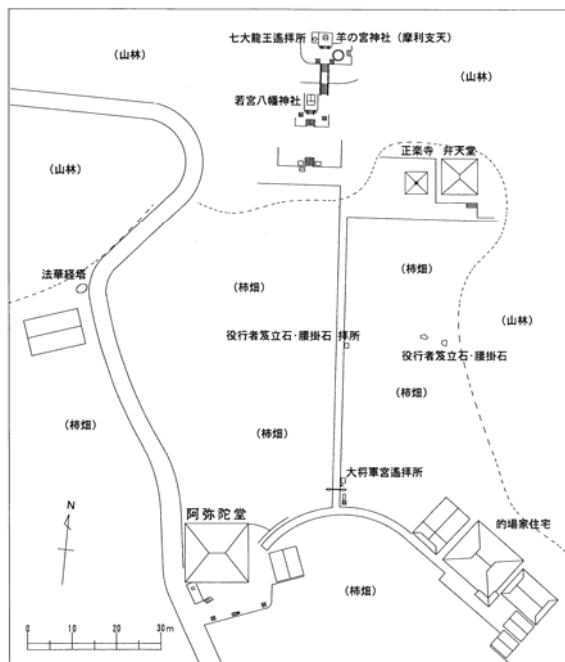 七大龍王遙拝所 羊の宮神社（摩利支天）
（山林）
（山林）
若宮八幡神社
正楽寺 弁天堂
（山林）
法華経塔
（柿畑）
（柿畑）
（山林）
役行者笈立石・腰掛石 拝所
役行者笈立石・腰掛石
（柿畑）
（柿畑）
（柿畑）
大将軍宮遙拝所
阿弥陀堂
的場家住宅
N
（柿畑）
0 10 20 30m